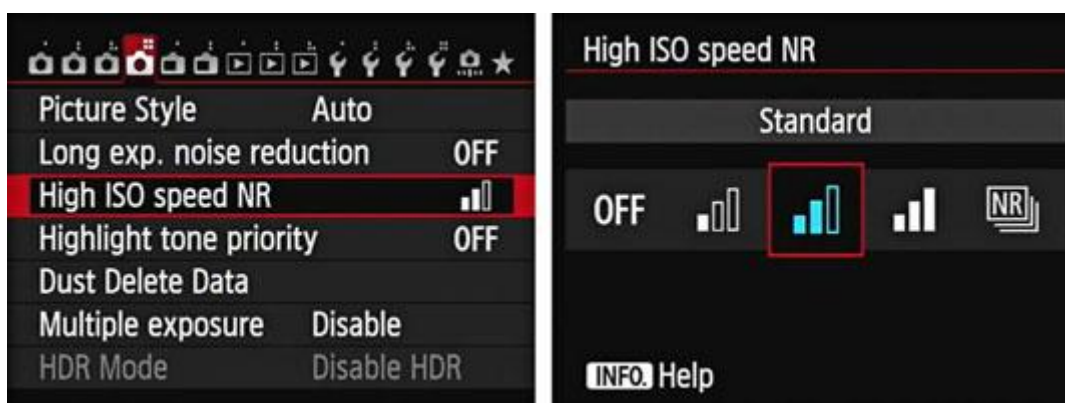 Picture Style Auto
Long exp. noise reduction OFF
High ISO speed NR
Highlight tone priority OFF
Dust Delete Data
Multiple exposure Disable
HDR Mode Disable HDR
High ISO speed NR
Standard
OFF NR
INFO. Help